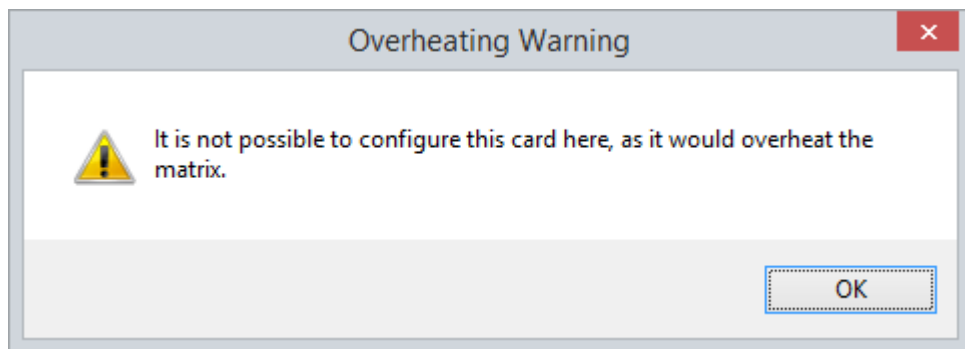 Overheating Warning
It is not possible to configure this card here, as it would overheat the
matrix.
OK